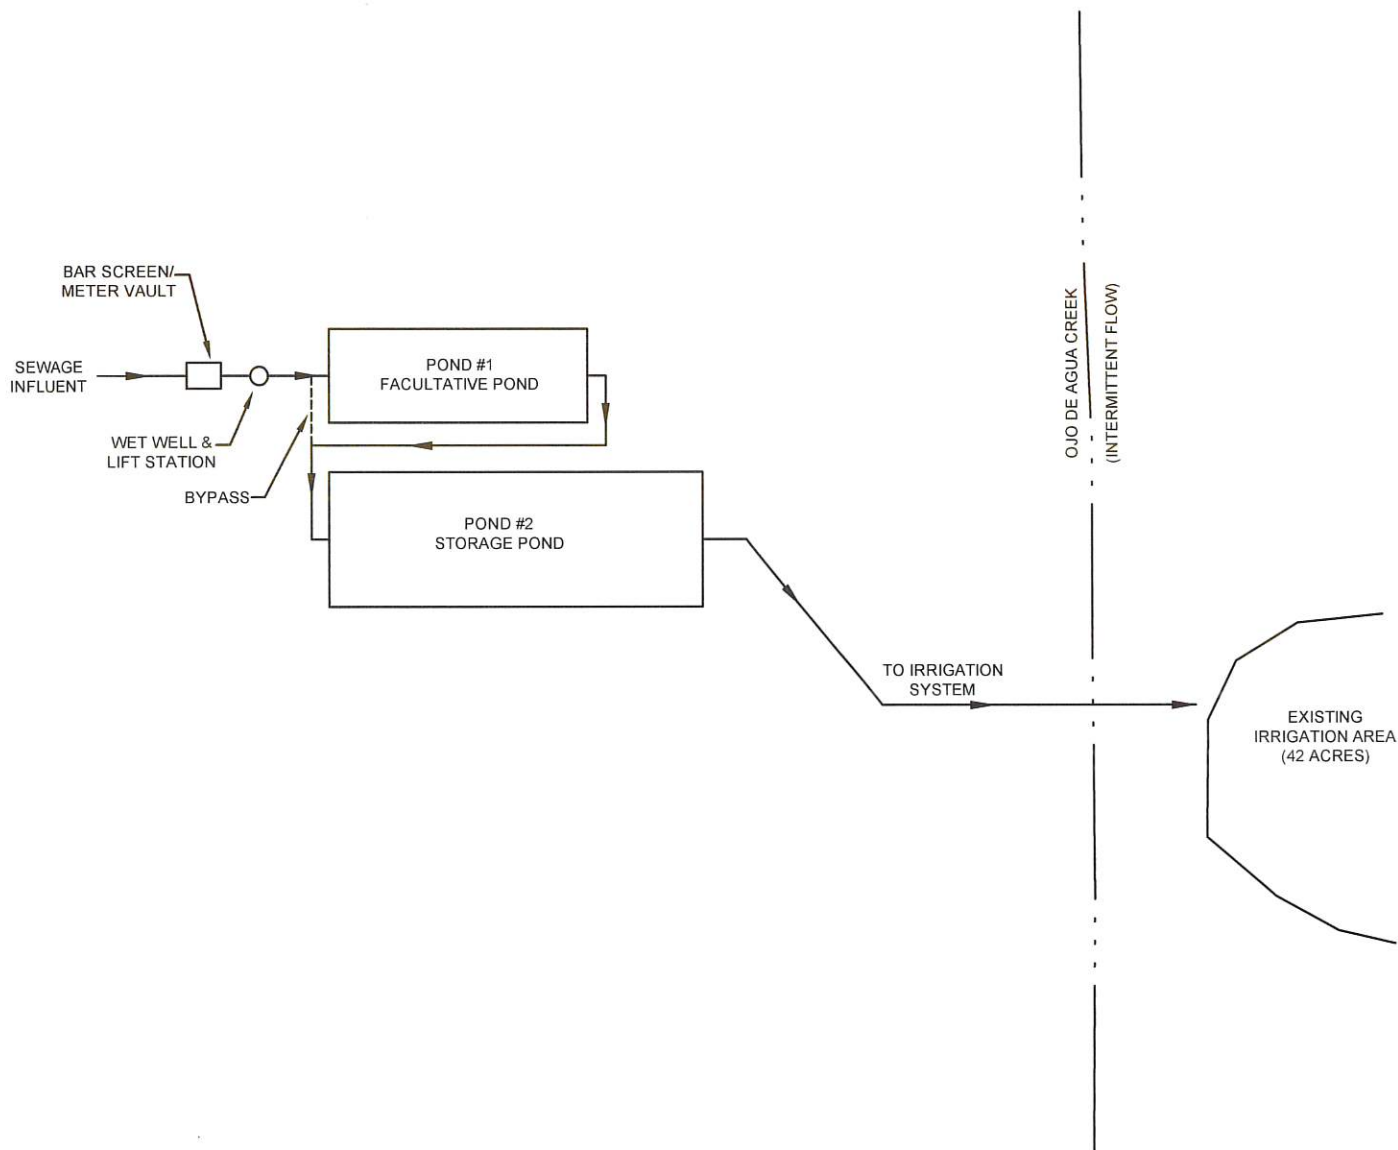 BAR SCREEN/
METER VAULT
SEWAGE
INFLUENT
POND #1
FACULTATIVE POND
WET WELL &
LIFT STATION
BYPASS
POND #2
STORAGE POND
OJO DE AGUA CREEK
(INTERMITTENT FLOW)
TO IRRIGATION
SYSTEM
EXISTING
IRRIGATION AREA
(42 ACRES)